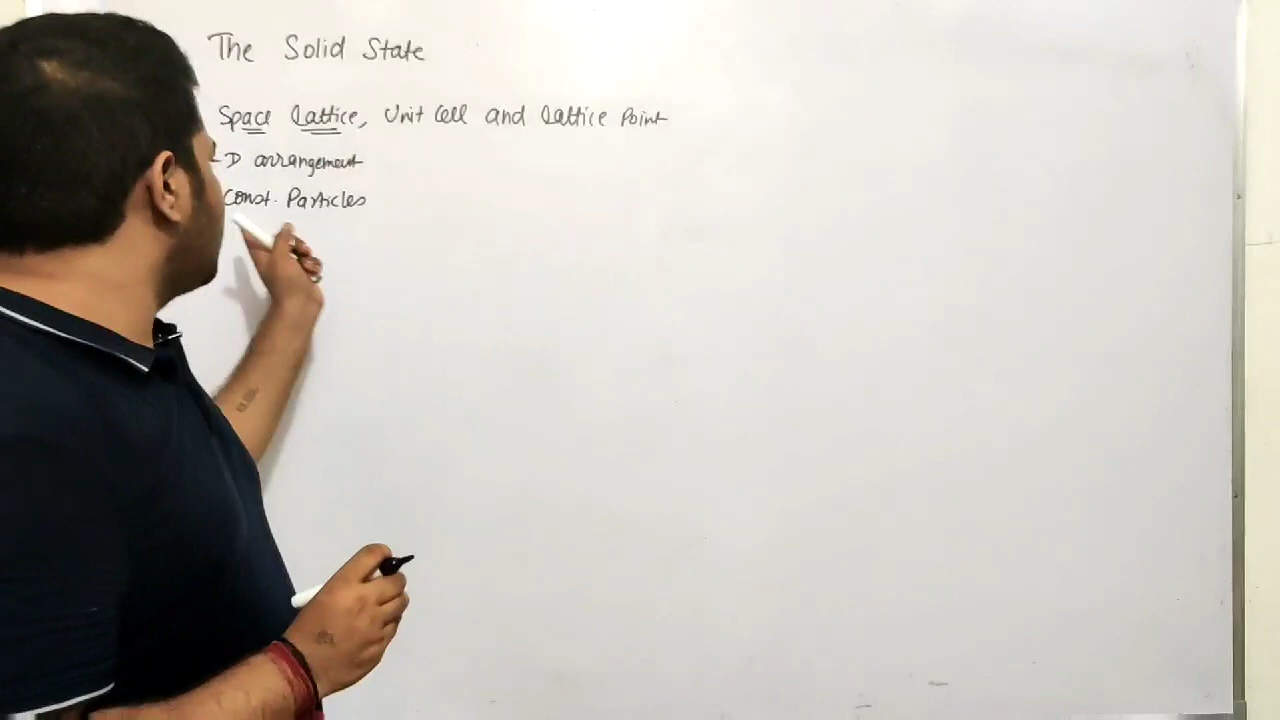 The Solid State
Space Lattice, Unit Cell and Lattice Point
D arrangement
Const. Particles